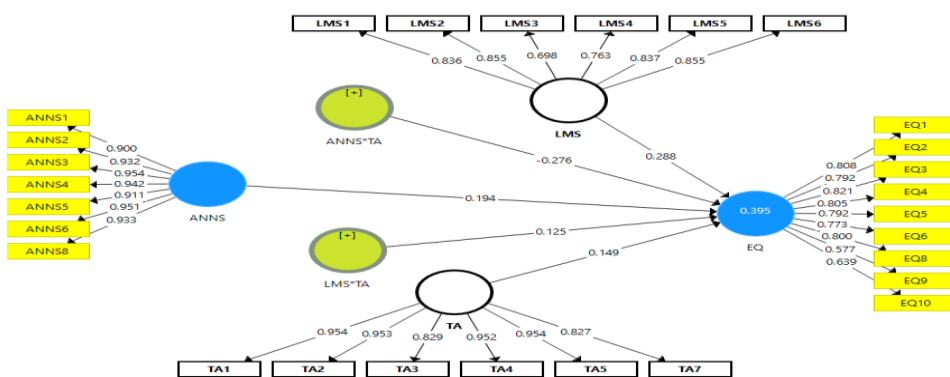 LMS1 LMS2 LMS3 LMS4 LMS5 LMS6
0.836 0.855 0.698 0.763 0.837 0.855
LMS
[+]
ANNS*TA
ANNS1
ANNS2
ANNS3
ANNS4
ANNS5
ANNS6
ANNS8
0.900
0.932
0.954
0.942
0.911
0.951
0.933
ANNS
-0.276
0.288
0.194
0.125
0.149
[+]
LMS*TA
0.395
EQ
0.808
0.792
0.821
0.805
0.792
0.773
0.800
0.577
0.639
EQ1
EQ2
EQ3
EQ4
EQ5
EQ6
EQ8
EQ9
EQ10
TA
0.954 0.953 0.829 0.952 0.954 0.827
TA1 TA2 TA3 TA4 TA5 TA7